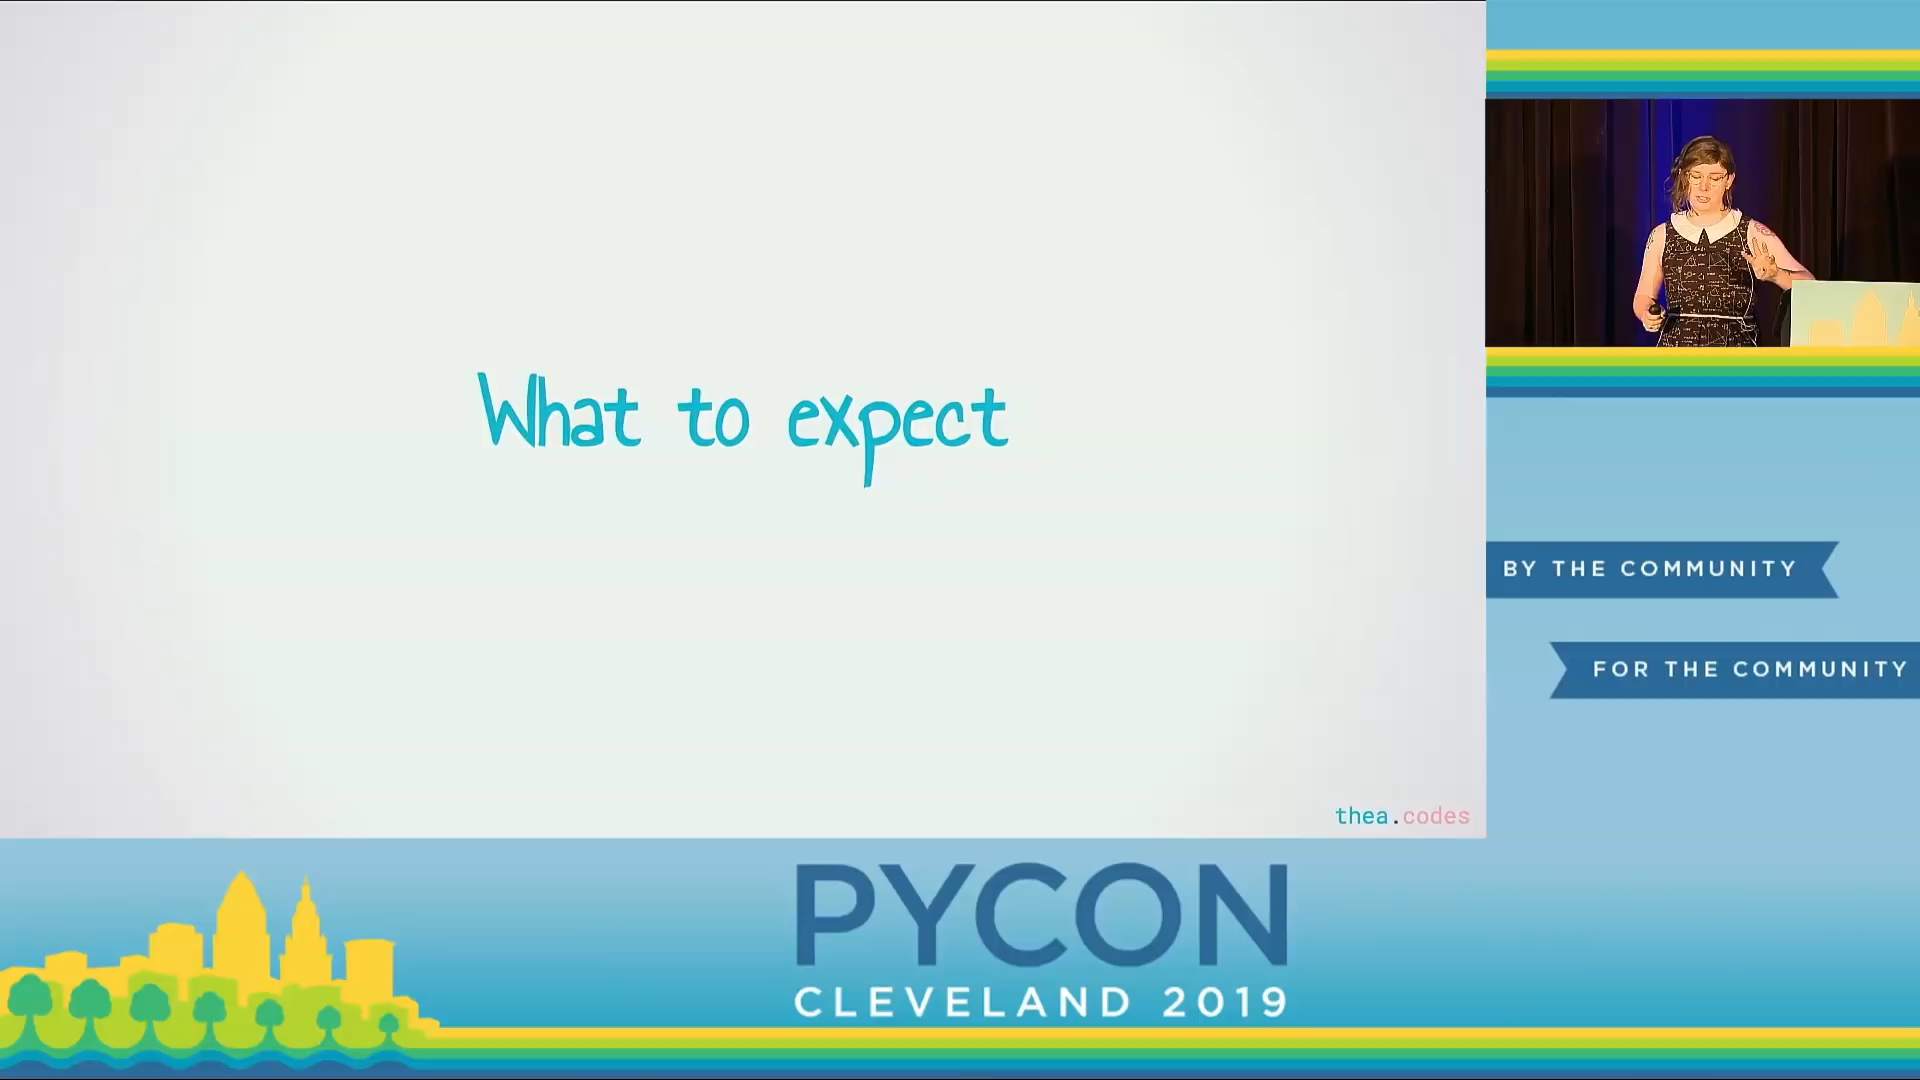 What to expect
thea.codes
BY THE COMMUNITY
FOR THE COMMUNITY
PYCON
CLEVELAND 2019